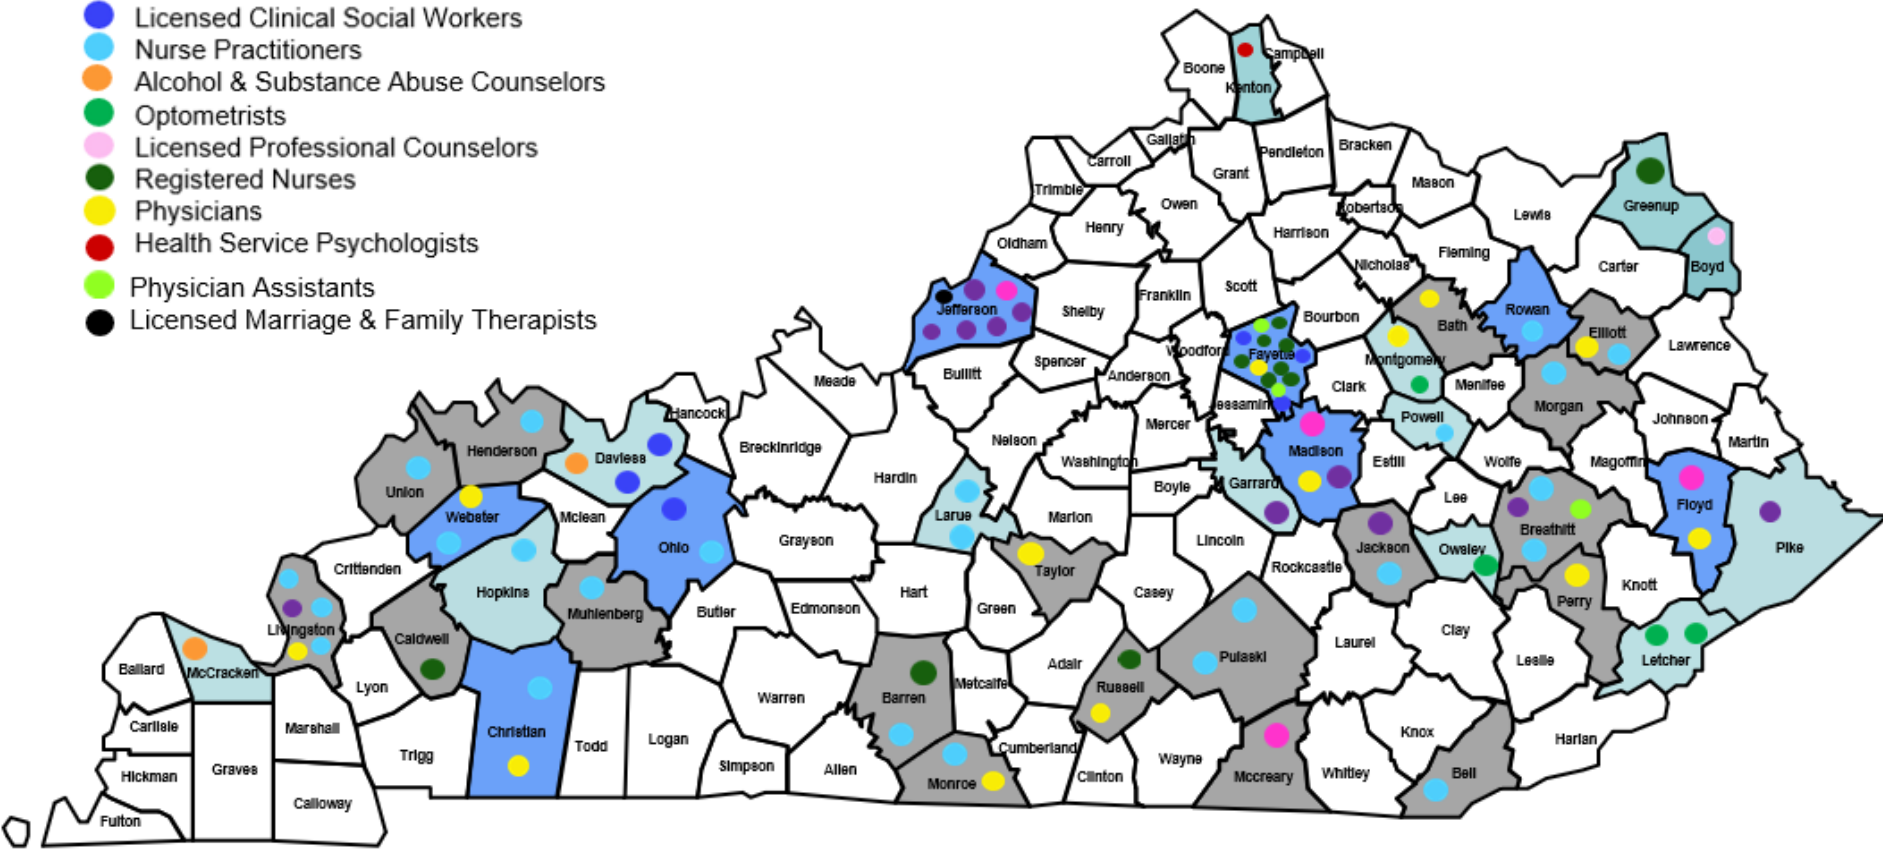 Licensed Clinical Social Workers
Nurse Practitioners
Alcohol & Substance Abuse Counselors
Optometrists
Licensed Professional Counselors
Registered Nurses
Physicians
Health Service Psychologists
Physician Assistants
Licensed Marriage & Family Therapists
Boone
Campbell
Kenton
Gallatin
Carroll
Grant
Pendleton
Bracken
Trimble
Owen
Mason
Robertson
Lewis
Greenup
Henry
Oldham
Harrison
Fleming
Nicholas
Carter
Boyd
Jefferson
Shelby
Franklin
Scott
Bourbon
Bath
Rowan
Elliott
Lawrence
Meade
Bullitt
Spencer
Anderson
Woodford
Fayette
Clark
Montgomery
Menifee
Morgan
Johnson
Martin
Hancock
Breckinridge
Nelson
Washington
Mercer
essamin
Madison
Estill
Powell
Wolfe
Magoffin
Floyd
Pike
Henderson
Daviess
Union
Webster
Mclean
Ohio
Grayson
Hardin
Larue
Marion
Boyle
Garrard
Lincoln
Rockcastle
Jackson
Lee
Owsley
Breathitt
Perry
Knott
Letcher
Crittenden
Hopkins
Muhlenberg
Butler
Edmonson
Hart
Green
Taylor
Casey
Pulaski
Laurel
Clay
Leslie
Livingston
Caldwell
Ballard
McCracken
Lyon
Carlisle
Marshall
Hickman
Graves
Calloway
Fulton
Trigg
Christian
Todd
Logan
Warren
Simpson
Allen
Barren
Metcalfe
Adair
Russell
Monroe
Cumberland
Clinton
Wayne
Mccreary
Whitley
Knox
Bell
Harlan